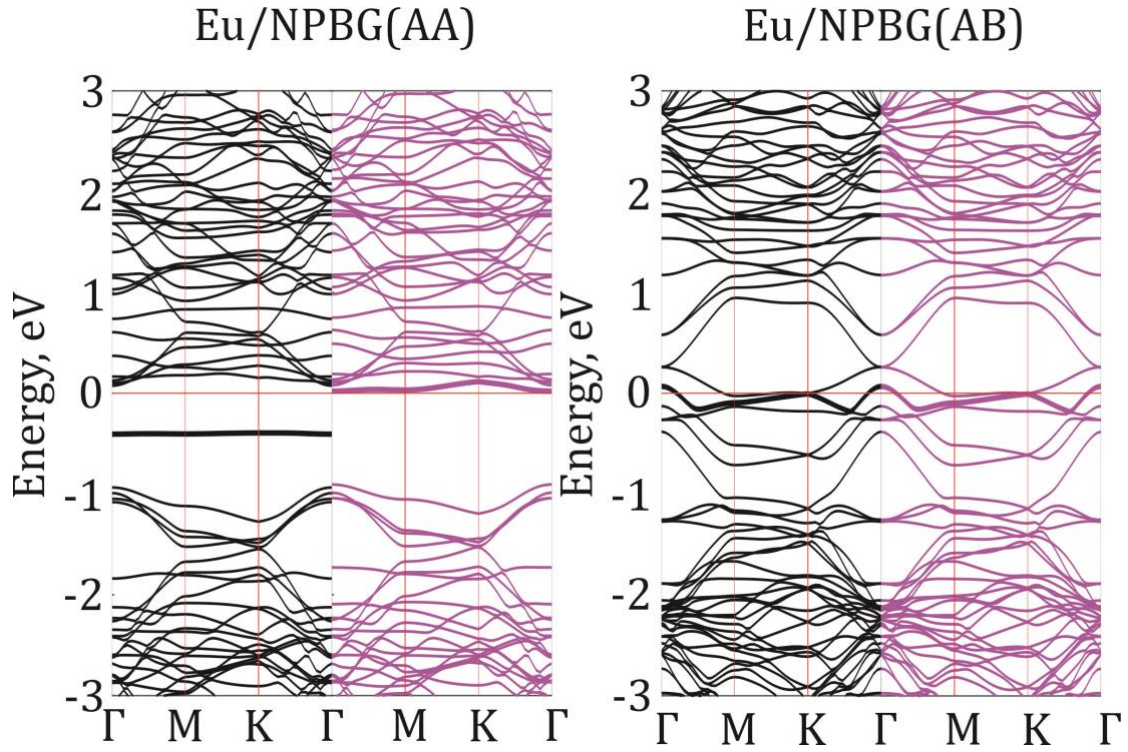 Eu/NPBG(AA)
Eu/NPBG(AB)
Energy, eV
3
2
1
0
-1
-2
-3
Γ M K Γ M K Γ
Energy, eV
3
2
1
0
-1
-2
-3
Γ M K Γ M K Γ